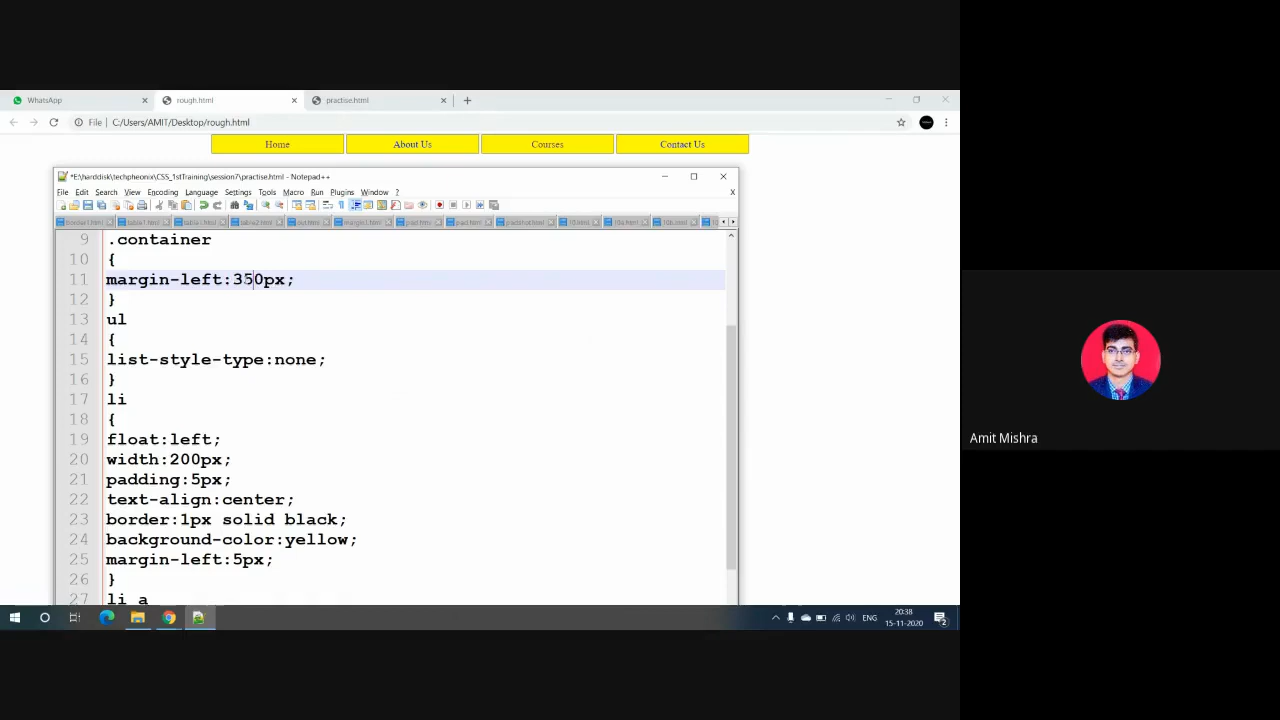 WhatsApp
rough.html
practise.html
File
C:/Users/AMIT/Desktop/rough.html
Home
About Us
Courses
Contact Us
*E:\harddisk\techpheonix\CSS_1stTraining\session7\practise.html - Notepad++
File Edit Search View Encoding Language Settings Tools Macro Run Plugins Window ?
X
9 .container
10 {
11 margin-left:350px;
12 }
13 ul
14 {
15 list-style-type:none;
16 }
17 li
18 {
19 float:left;
20 width:200px;
21 padding:5px;
22 text-align:center;
23 border:1px solid black;
24 background-color:yellow;
25 margin-left:5px;
26 }
27 li a
Amit Mishra
ENG
20:38
15-11-2020
2